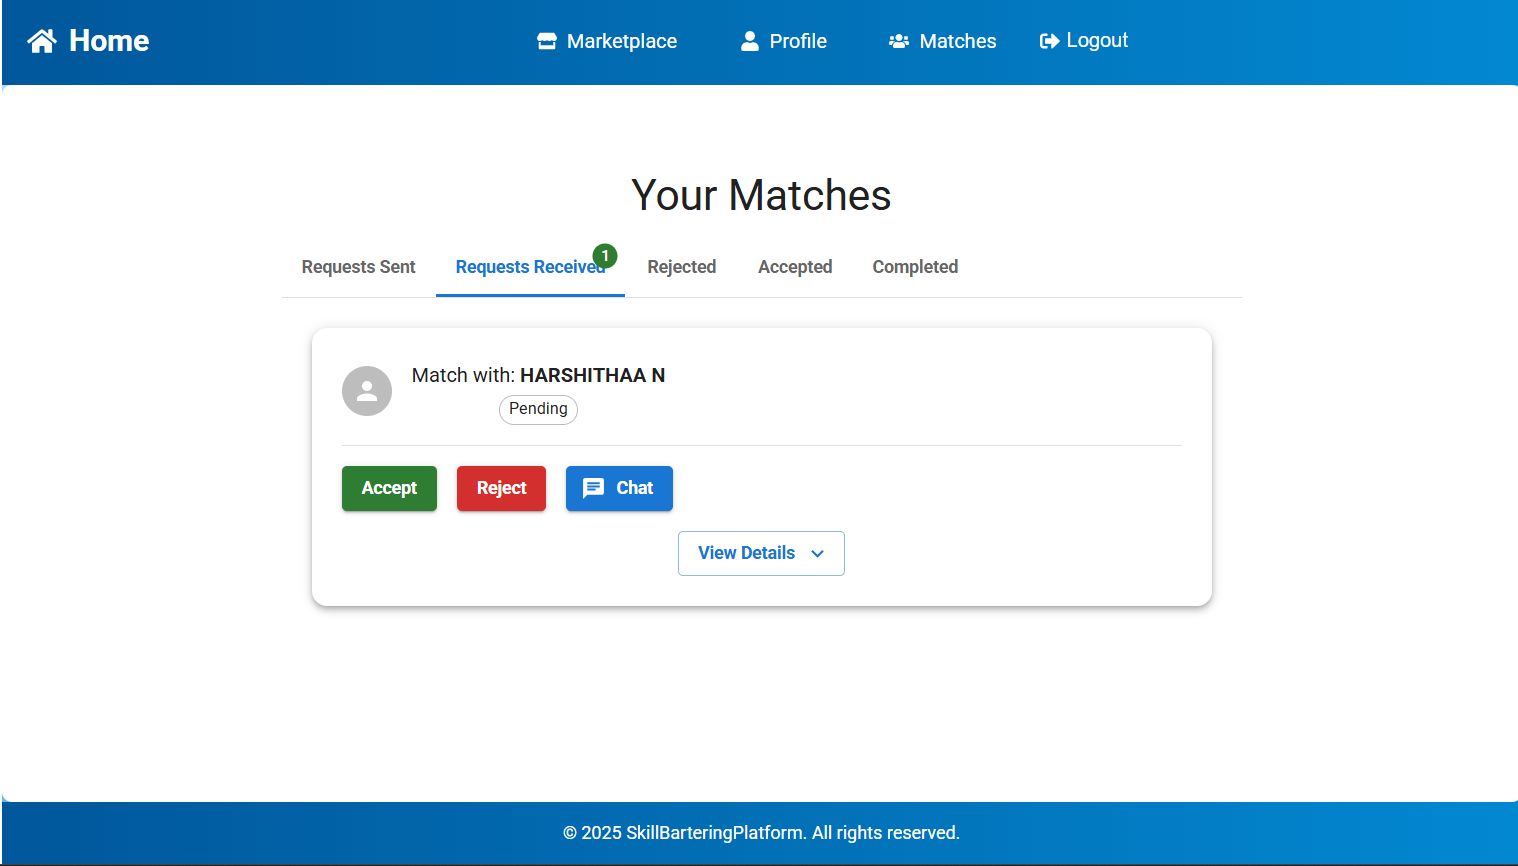 Home Marketplace Profile Matches Logout
Your Matches
Requests Sent Requests Received 1 Rejected Accepted Completed
Match with: HARSHITHAA N
Pending
Accept Reject Chat
View Details
© 2025 SkillBarteringPlatform. All rights reserved.